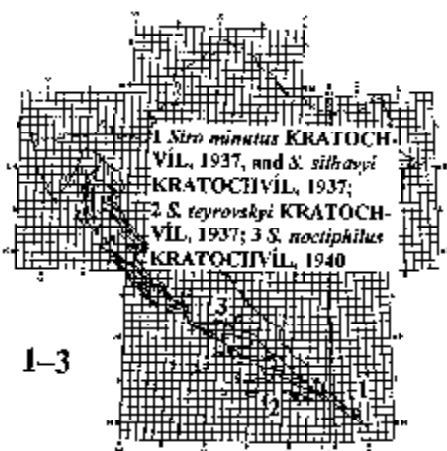 1 Siro minutus KRATOCH-
VÍL, 1937, and S. silhavyi
KRATOCHVÍL, 1937;
2 S. teyrovskyi KRATOCH-
VÍL, 1937; 3 S. noctiphilus
KRATOCHVÍL, 1940
3
1–3
1
2